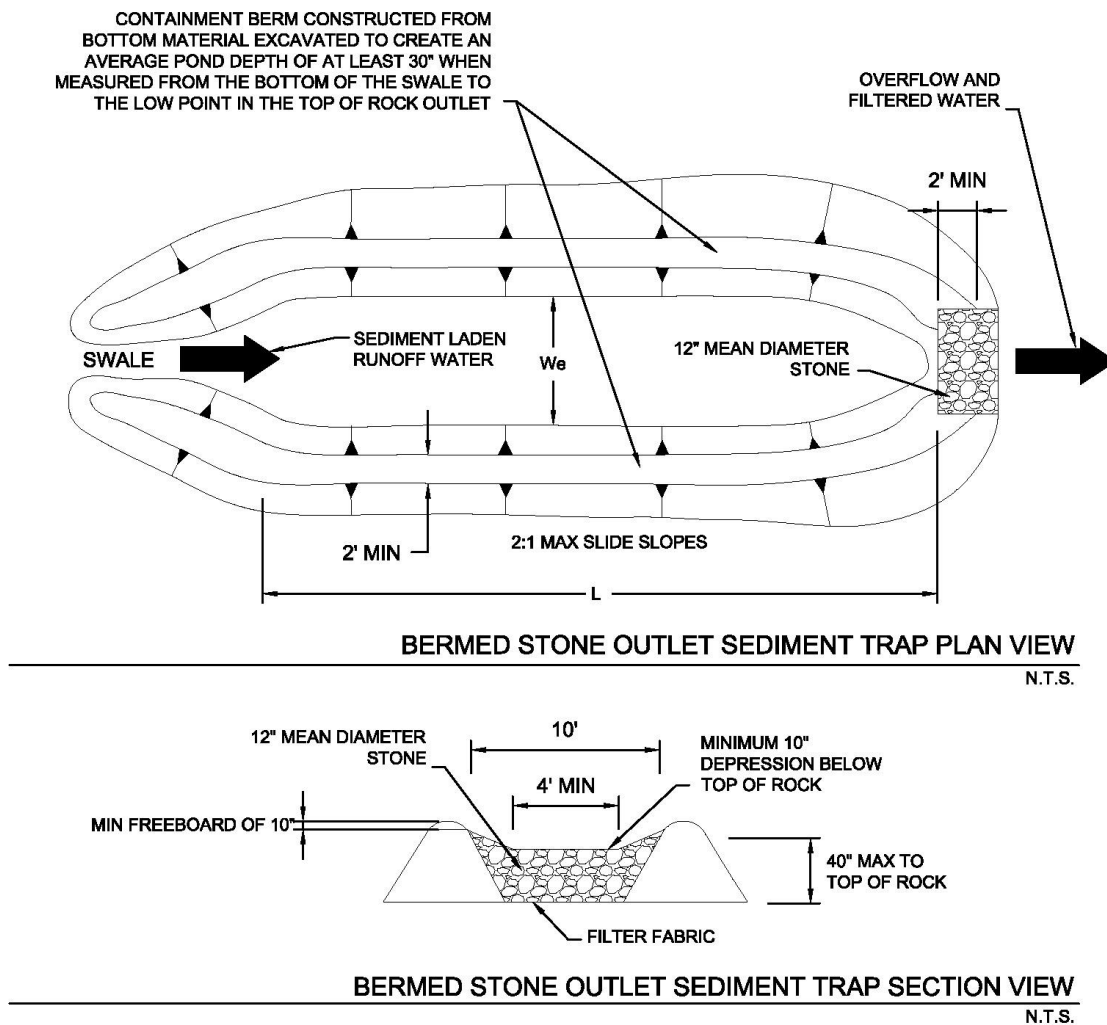 CONTAINMENT BERM CONSTRUCTED FROM
BOTTOM MATERIAL EXCAVATED TO CREATE AN
AVERAGE POND DEPTH OF AT LEAST 30" WHEN
MEASURED FROM THE BOTTOM OF THE SWALE TO
THE LOW POINT IN THE TOP OF ROCK OUTLET
OVERFLOW AND
FILTERED WATER
2' MIN
SWALE
SEDIMENT LADEN
RUNOFF WATER
We
12" MEAN DIAMETER
STONE
2' MIN
2:1 MAX SLIDE SLOPES
L
BERMED STONE OUTLET SEDIMENT TRAP PLAN VIEW
N.T.S.
12" MEAN DIAMETER
STONE
10'
4' MIN
MINIMUM 10"
DEPRESSION BELOW
TOP OF ROCK
MIN FREEBOARD OF 10"
40" MAX TO
TOP OF ROCK
FILTER FABRIC
BERMED STONE OUTLET SEDIMENT TRAP SECTION VIEW
N.T.S.